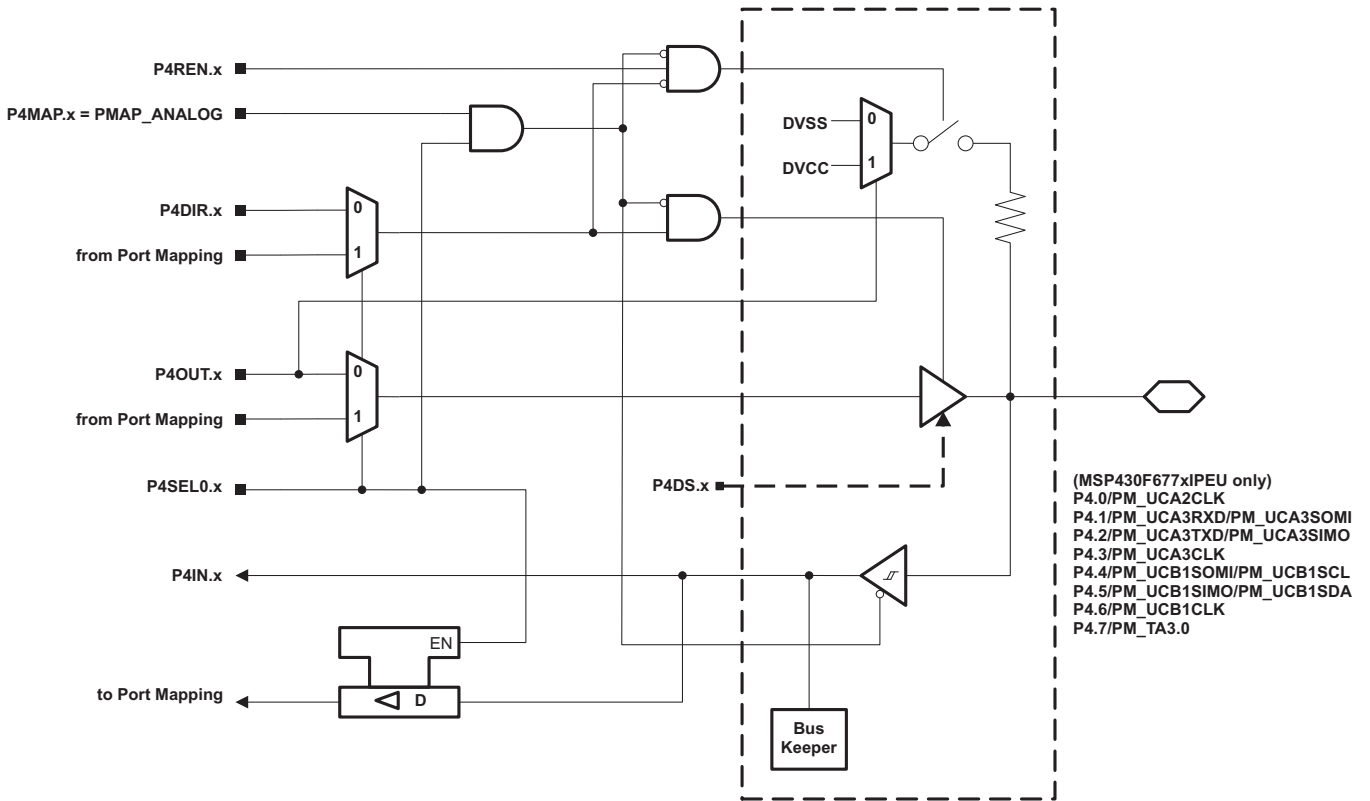 P4REN.x
P4MAP.x = PMAP_ANALOG
DVSS
0
DVCC
1
P4DIR.x
0
from Port Mapping
1
P4OUT.x
0
from Port Mapping
1
P4SEL0.x
P4DS.x
(MSP430F677xIPEU only)
P4.0/PM_UCA2CLK
P4.1/PM_UCA3RXD/PM_UCA3SOMI
P4.2/PM_UCA3TXD/PM_UCA3SIMO
P4.3/PM_UCA3CLK
P4.4/PM_UCB1SOMI/PM_UCB1SCL
P4.5/PM_UCB1SIMO/PM_UCB1SDA
P4.6/PM_UCB1CLK
P4.7/PM_TA3.0
P4IN.x
EN
to Port Mapping
D
Bus
Keeper